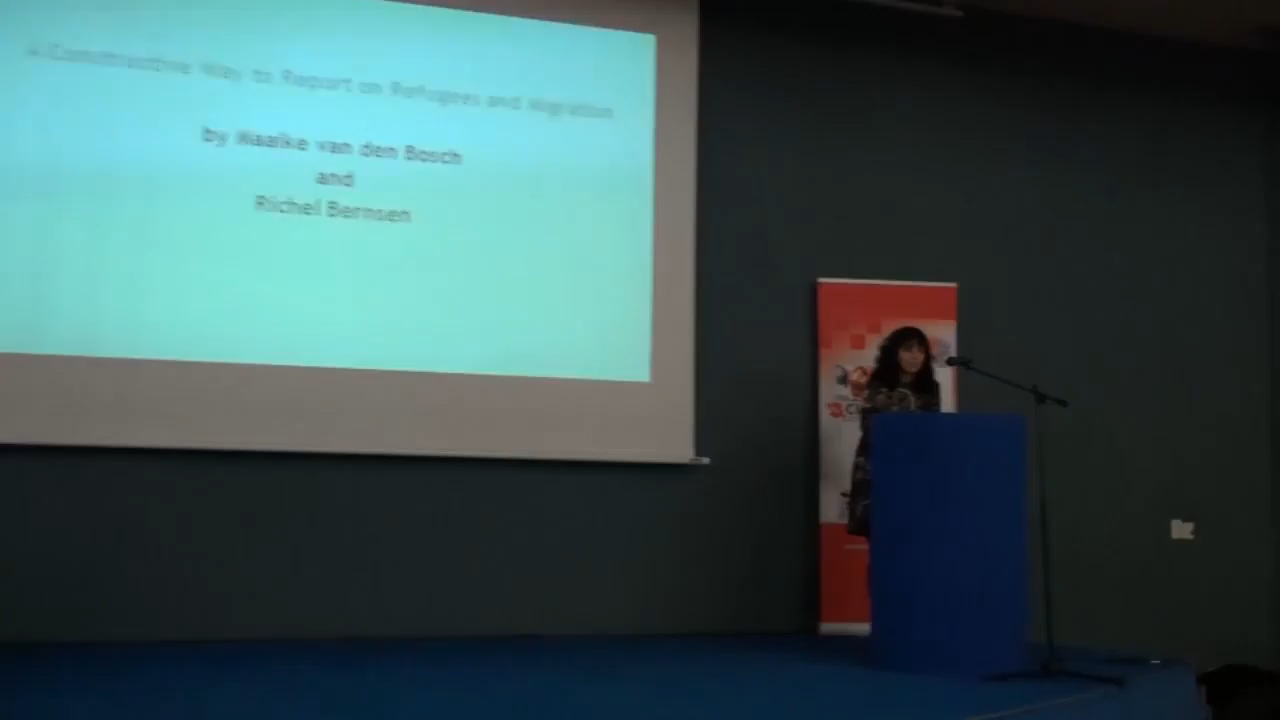 A Constructive Way to Report on Refugees and Migration
by Maaike van den Bosch
and
Richel Bernsen